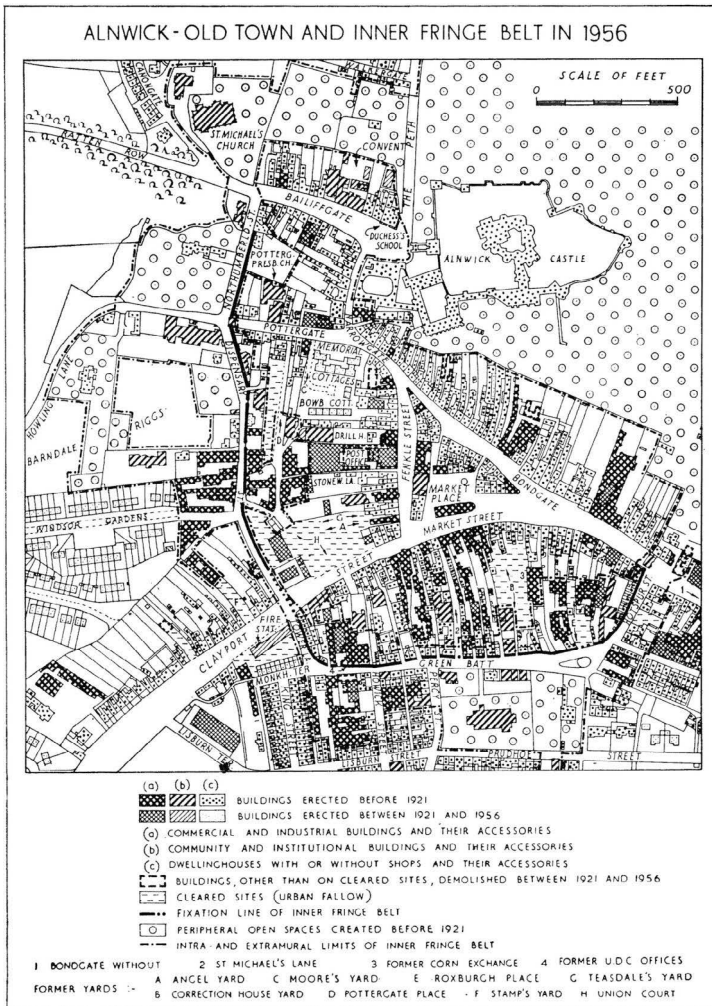 ALNWICK - OLD TOWN AND INNER FRINGE BELT IN 1956
SCALE OF FEET
0 500
CANONGATE
RATTEN ROW
ST. MICHAEL'S
CHURCH
CONVENT
THE PETH
BAILIFFGATE
DUCHESS'S
SCHOOL
ALNWICK CASTLE
NORTHUMBERLD
POTTERG.
PRESB. CH.
POTTERGATE
DISPENSARY
MEMORIAL
COTTAGES
BOWB COTT.
HOWLING LANE
BARNDALE
RIGGS
DRILL H.
POST
STONEW. LA.
FENKLE STREET
MARKET
PLACE
BONDGATE
WINDSOR GARDENS
MARKET STREET
CLAYPORT STREET
FIRE
STAT.
GREEN BATT
MONKH. TER.
LISBURN
PRUDHOE STREET
(a) (b) (c)
BUILDINGS ERECTED BEFORE 1921
BUILDINGS ERECTED BETWEEN 1921 AND 1956
(a) COMMERCIAL AND INDUSTRIAL BUILDINGS AND THEIR ACCESSORIES
(b) COMMUNITY AND INSTITUTIONAL BUILDINGS AND THEIR ACCESSORIES
(c) DWELLINGHOUSES WITH OR WITHOUT SHOPS AND THEIR ACCESSORIES
BUILDINGS, OTHER THAN ON CLEARED SITES, DEMOLISHED BETWEEN 1921 AND 1956
CLEARED SITES (URBAN FALLOW)
FIXATION LINE OF INNER FRINGE BELT
PERIPHERAL OPEN SPACES CREATED BEFORE 1921
INTRA- AND EXTRAMURAL LIMITS OF INNER FRINGE BELT
1 BONDGATE WITHOUT 2 ST MICHAEL'S LANE 3 FORMER CORN EXCHANGE 4 FORMER U.D.C OFFICES
FORMER YARDS :- A ANGEL YARD C MOORE'S YARD E ROXBURGH PLACE G TEASDALE'S YARD
B CORRECTION HOUSE YARD D POTTERGATE PLACE F STAMP'S YARD H UNION COURT